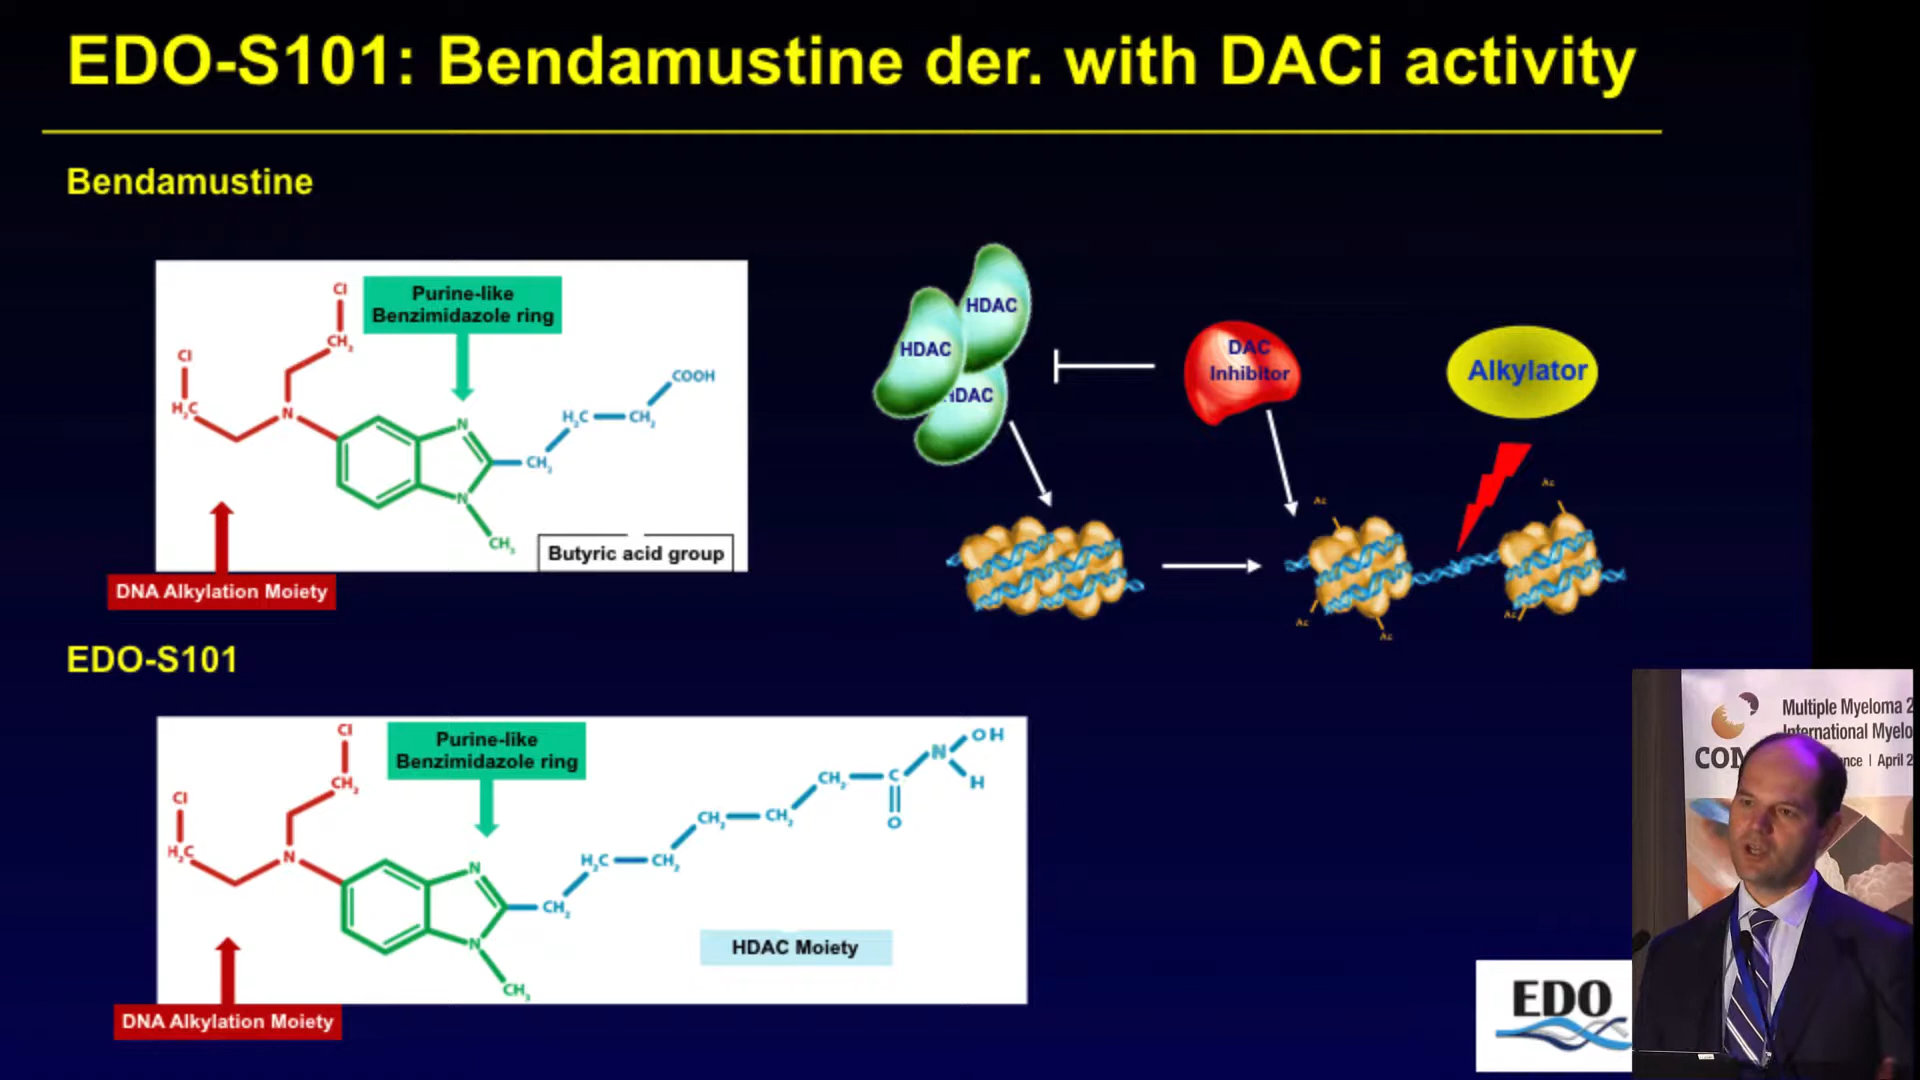 EDO-S101: Bendamustine der. with DACi activity
Bendamustine
Cl
Purine-like
Benzimidazole ring
CH₂
Cl
H₂C
N
N
COOH
H₂C
CH₂
CH₂
N
CH₃
Butyric acid group
DNA Alkylation Moiety
HDAC
HDAC
HDAC
DAC
Inhibitor
Alkylator
Ac
Ac
Ac
Ac
Ac
EDO-S101
Cl
Purine-like
Benzimidazole ring
CH₂
Cl
H₂C
N
N
OH
N
H
CH₂
C
O
CH₂
CH₂
H₂C
CH₂
CH₂
N
CH₃
HDAC Moiety
DNA Alkylation Moiety
EDO
Multiple Myeloma 2
International Myelo
nce | April 2